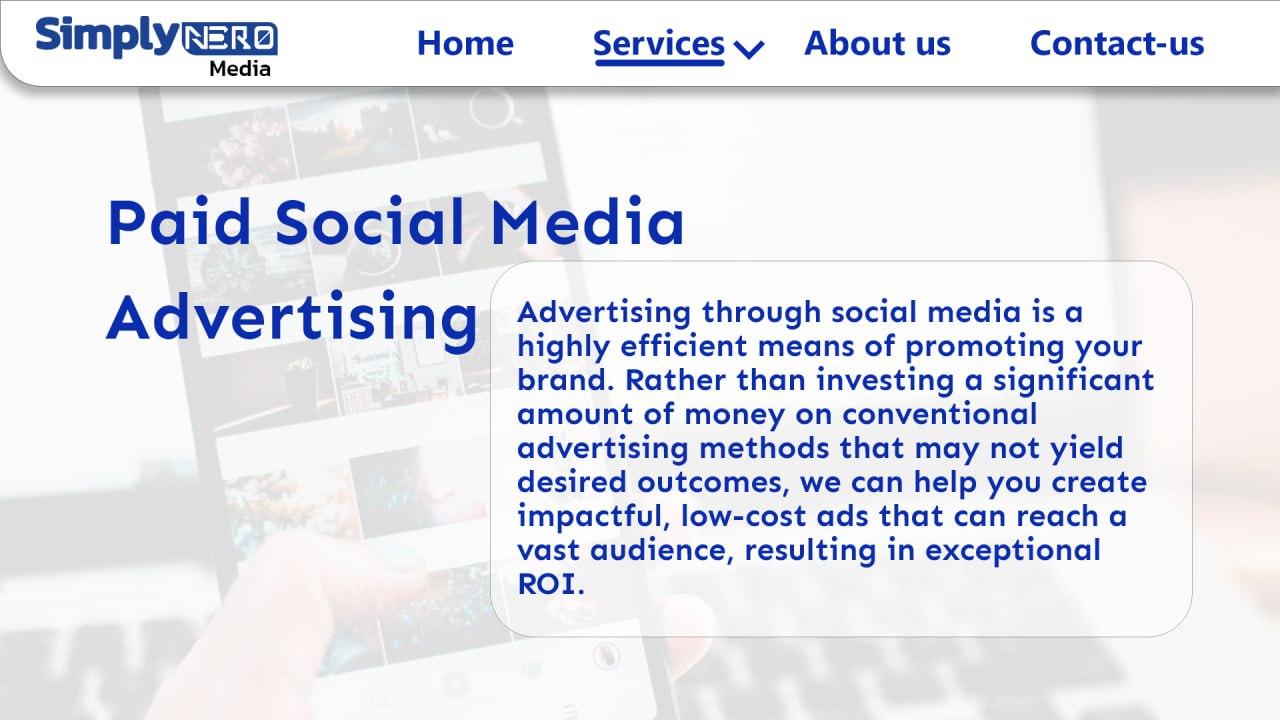 SimplyNERO
Media
Home
Services
About us
Contact-us
Paid Social Media
Advertising
Advertising through social media is a
highly efficient means of promoting your
brand. Rather than investing a significant
amount of money on conventional
advertising methods that may not yield
desired outcomes, we can help you create
impactful, low-cost ads that can reach a
vast audience, resulting in exceptional
ROI.